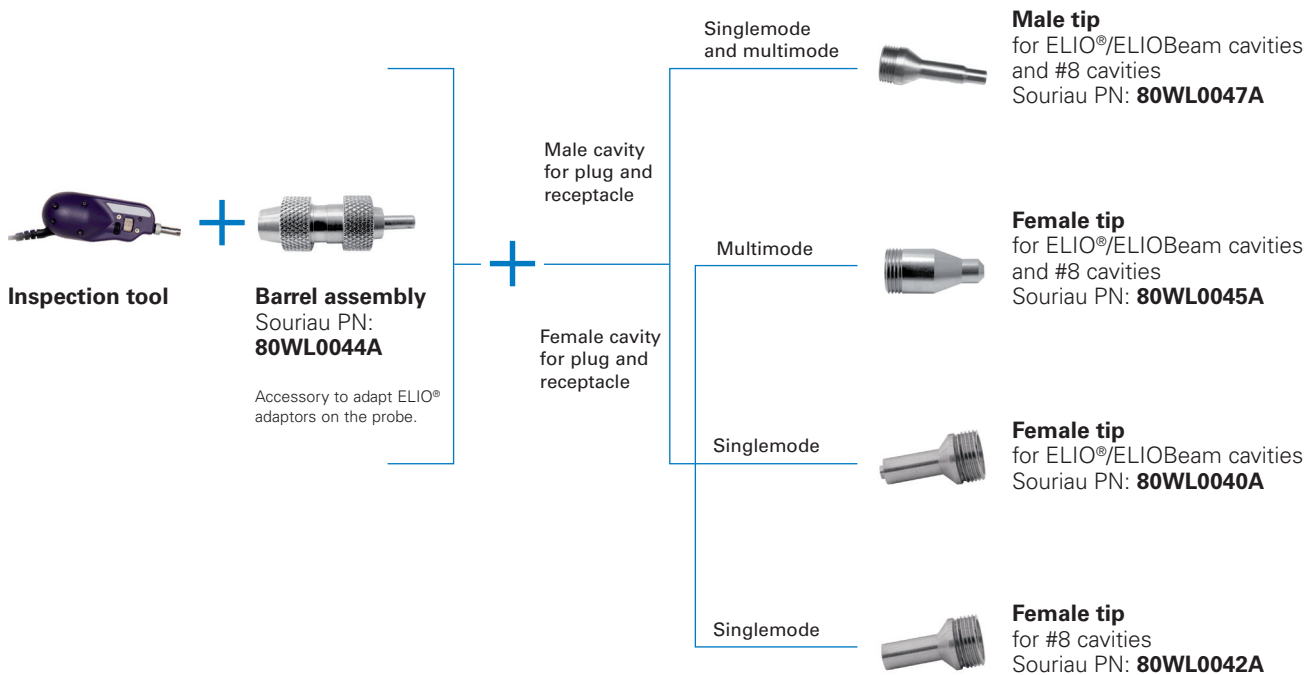 Inspection tool
Barrel assembly
Souriau PN:
80WL0044A
Accessory to adapt ELIO®
adaptors on the probe.
Male cavity
for plug and
receptacle
Female cavity
for plug and
receptacle
Singlemode
and multimode
Male tip
for ELIO®/ELIOBeam cavities
and #8 cavities
Souriau PN: 80WL0047A
Multimode
Female tip
for ELIO®/ELIOBeam cavities
and #8 cavities
Souriau PN: 80WL0045A
Singlemode
Female tip
for ELIO®/ELIOBeam cavities
Souriau PN: 80WL0040A
Singlemode
Female tip
for #8 cavities
Souriau PN: 80WL0042A